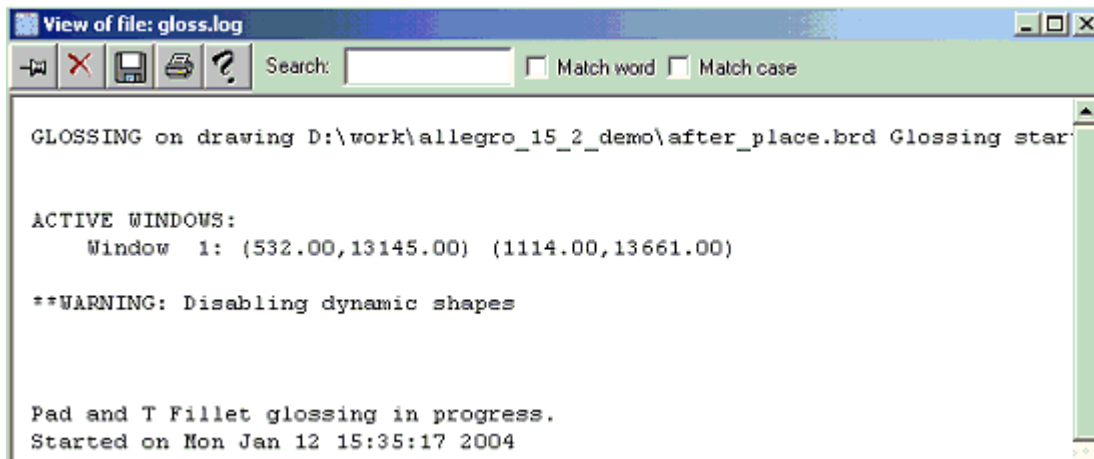 View of file: gloss.log
Search: Match word Match case
GLOSSING on drawing D:\work\allegro_15_2_demo\after_place.brd Glossing star
ACTIVE WINDOWS:
Window 1: (532.00,13145.00) (1114.00,13661.00)
**WARNING: Disabling dynamic shapes
Pad and T Fillet glossing in progress.
Started on Mon Jan 12 15:35:17 2004